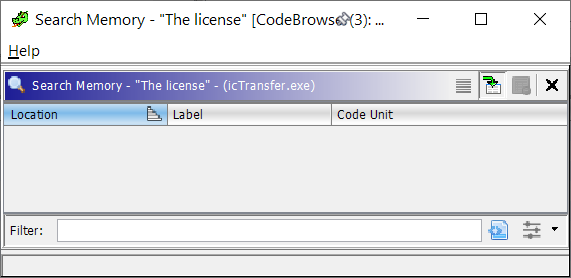 Search Memory - "The license" [CodeBrowser(3): ...
Help
Search Memory - "The license" - (icTransfer.exe)
Location Label Code Unit
Filter: